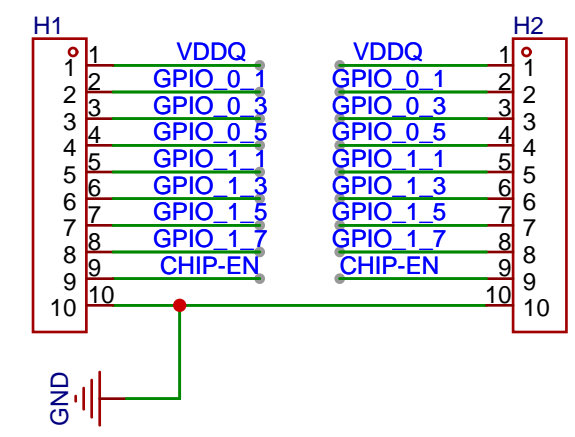 H1 H2
1 1 VDDQ VDDQ 1 1
2 2 GPIO_0_1 GPIO_0_1 2 2
3 3 GPIO_0_3 GPIO_0_3 3 3
4 4 GPIO_0_5 GPIO_0_5 4 4
5 5 GPIO_1_1 GPIO_1_1 5 5
6 6 GPIO_1_3 GPIO_1_3 6 6
7 7 GPIO_1_5 GPIO_1_5 7 7
8 8 GPIO_1_7 GPIO_1_7 8 8
9 9 CHIP-EN CHIP-EN 9 9
10 10 10 10
GND